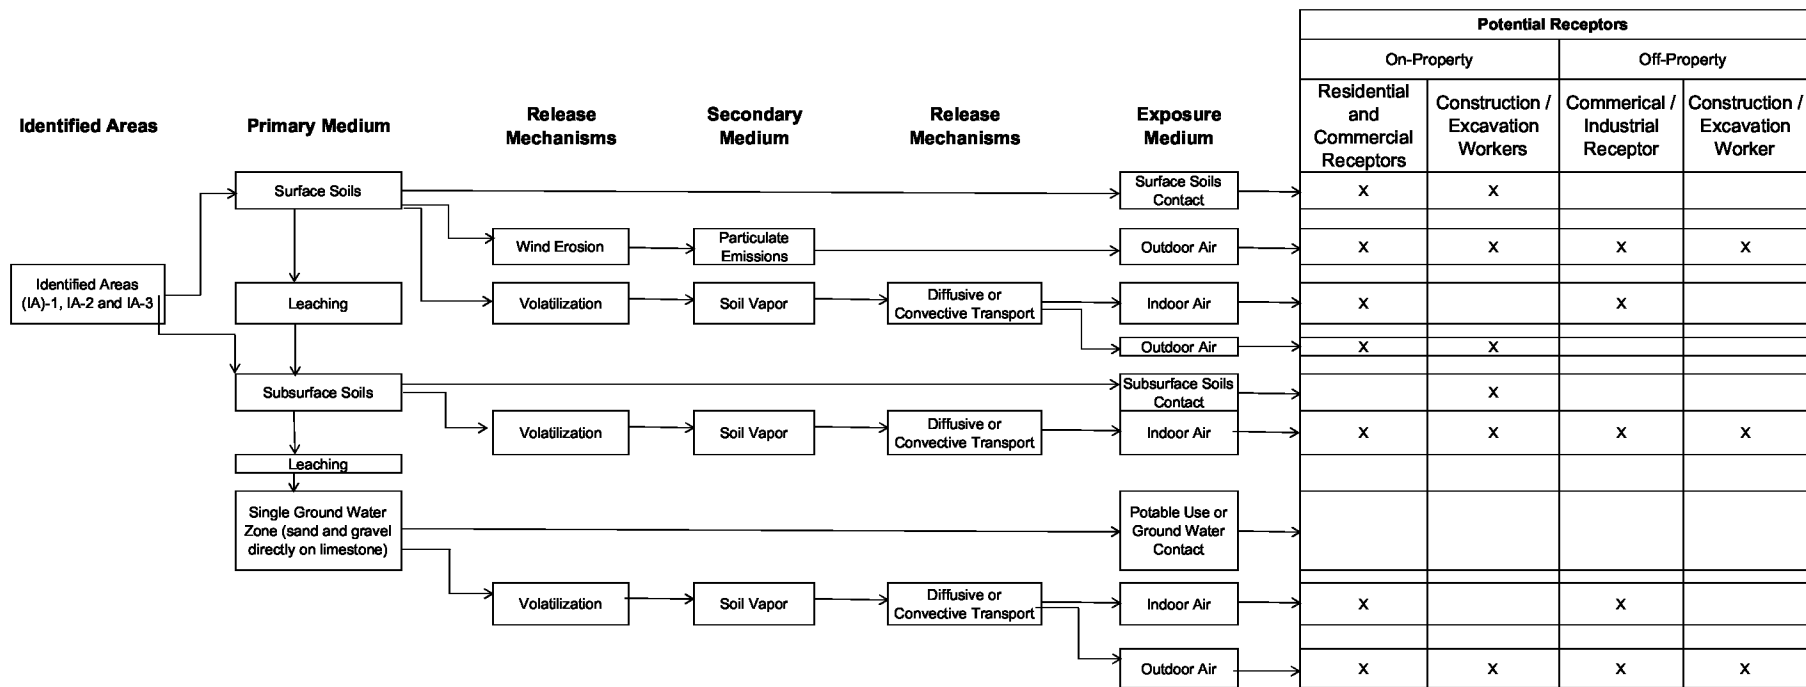 Potential Receptors
On-Property
Off-Property
Identified Areas
Primary Medium
Release
Mechanisms
Secondary
Medium
Release
Mechanisms
Exposure
Medium
Residential
and
Commercial
Receptors
Construction /
Excavation
Workers
Commerical /
Industrial
Receptor
Construction /
Excavation
Worker
Surface Soils
Surface Soils
Contact
X X
Wind Erosion
Particulate
Emissions
Outdoor Air
X X X X
Identified Areas
(IA)-1, IA-2 and IA-3
Leaching
Volatilization
Soil Vapor
Diffusive or
Convective Transport
Indoor Air
X X
Outdoor Air
X X
Subsurface Soils
Subsurface Soils
Contact
X
Volatilization
Soil Vapor
Diffusive or
Convective Transport
Indoor Air
X X X X
Leaching
Single Ground Water
Zone (sand and gravel
directly on limestone)
Potable Use or
Ground Water
Contact
Volatilization
Soil Vapor
Diffusive or
Convective Transport
Indoor Air
X X
Outdoor Air
X X X X